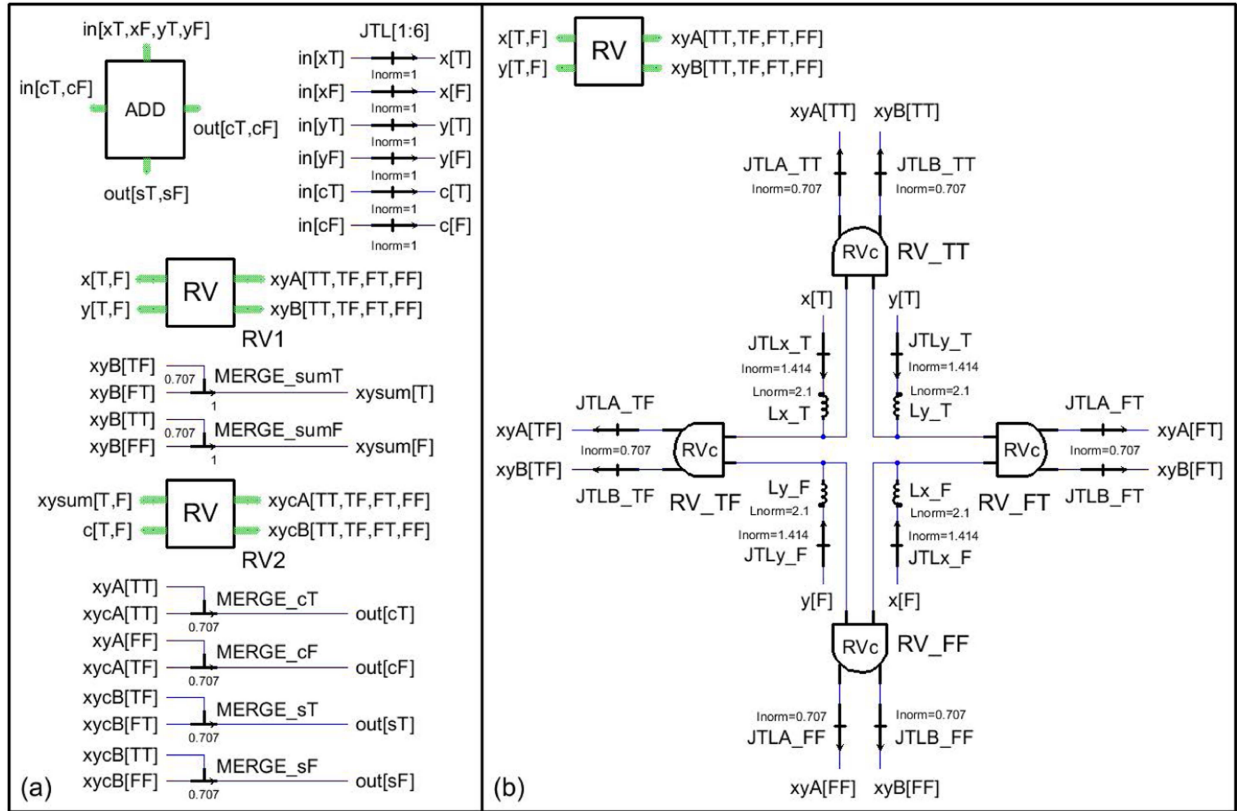 in[xT,xF,yT,yF]
in[cT,cF]
ADD
out[cT,cF]
out[sT,sF]
JTL[1:6]
in[xT] x[T]
Inorm=1
in[xF] x[F]
Inorm=1
in[yT] y[T]
Inorm=1
in[yF] y[F]
Inorm=1
in[cT] c[T]
Inorm=1
in[cF] c[F]
Inorm=1
x[T,F] RV xyA[TT,TF,FT,FF]
y[T,F] xyB[TT,TF,FT,FF]
RV1
xyB[TF]
0.707 MERGE_sumT
xyB[FT] 1 xysum[T]
xyB[TT]
0.707 MERGE_sumF
xyB[FF] 1 xysum[F]
xysum[T,F] RV xycA[TT,TF,FT,FF]
c[T,F] xycB[TT,TF,FT,FF]
RV2
xyA[TT]
MERGE_cT
xycA[TT] out[cT]
0.707
xyA[FF]
MERGE_cF
xycA[TF] out[cF]
0.707
xycB[TF]
MERGE_sT
xycB[FT] out[sT]
0.707
xycB[TT]
MERGE_sF
xycB[FF] out[sF]
0.707
(a)
x[T,F] RV xyA[TT,TF,FT,FF]
y[T,F] xyB[TT,TF,FT,FF]
xyA[TT] xyB[TT]
JTLA_TT JTLB_TT
Inorm=0.707 Inorm=0.707
RVc RV_TT
x[T] y[T]
JTLx_T JTLy_T
Inorm=1.414 Inorm=1.414
Lnorm=2.1 Lnorm=2.1
Lx_T Ly_T
JTLA_TF JTLA_FT
xyA[TF] xyA[FT]
Inorm=0.707 RVc RVc Inorm=0.707
xyB[TF] xyB[FT]
JTLB_TF RV_TF RV_FT JTLB_FT
Ly_F Lx_F
Lnorm=2.1 Lnorm=2.1
Inorm=1.414 Inorm=1.414
JTLy_F JTLx_F
y[F] x[F]
RVc RV_FF
Inorm=0.707 Inorm=0.707
JTLA_FF JTLB_FF
xyA[FF] xyB[FF]
(b)